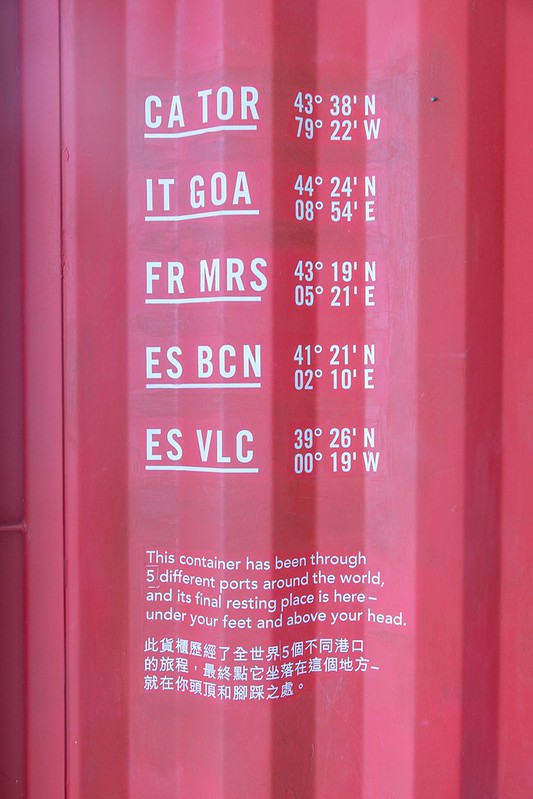 CA TOR 43° 38' N
79° 22' W
IT GOA 44° 24' N
08° 54' E
FR MRS 43° 19' N
05° 21' E
ES BCN 41° 21' N
02° 10' E
ES VLC 39° 26' N
00° 19' W
This container has been through
5 different ports around the world,
and its final resting place is here –
under your feet and above your head.
此貨櫃歷經了全世界5個不同港口
的旅程，最終點它坐落在這個地方–
就在你頭頂和腳踩之處。